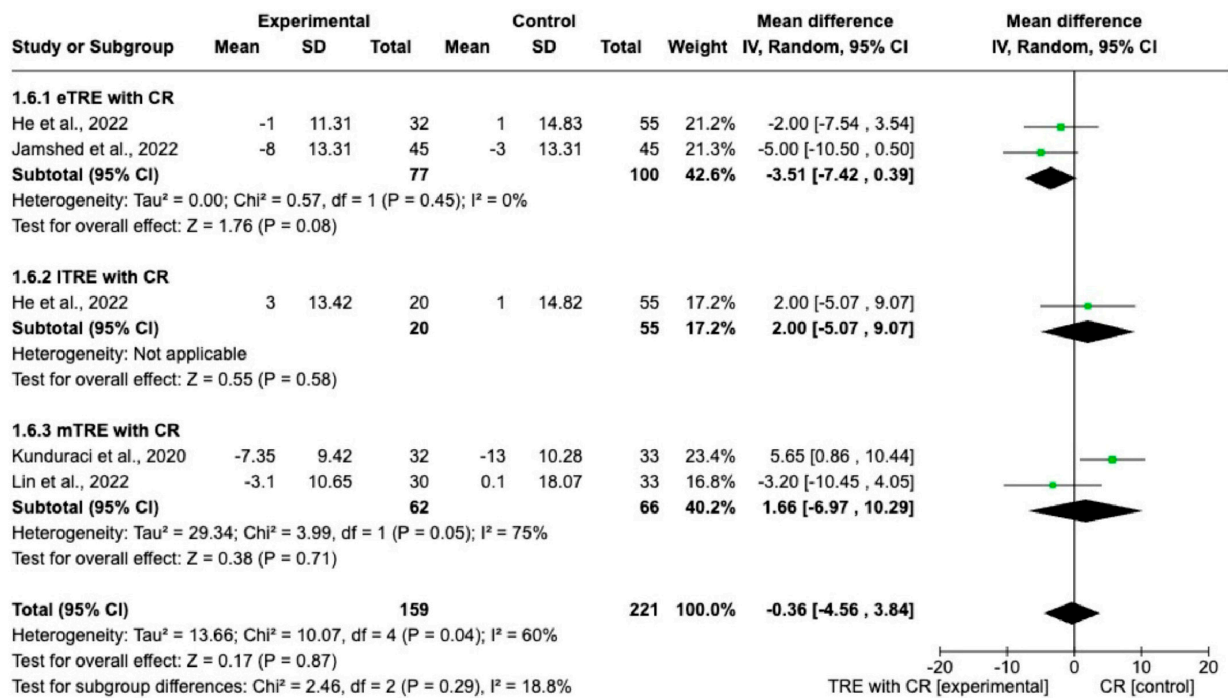 Experimental Control Mean difference Mean difference
Study or Subgroup Mean SD Total Mean SD Total Weight IV, Random, 95% CI IV, Random, 95% CI
1.6.1 eTRE with CR
He et al., 2022 -1 11.31 32 1 14.83 55 21.2% -2.00 [-7.54 , 3.54]
Jamshed et al., 2022 -8 13.31 45 -3 13.31 45 21.3% -5.00 [-10.50 , 0.50]
Subtotal (95% CI) 77 100 42.6% -3.51 [-7.42 , 0.39]
Heterogeneity: Tau² = 0.00; Chi² = 0.57, df = 1 (P = 0.45); I² = 0%
Test for overall effect: Z = 1.76 (P = 0.08)
1.6.2 lTRE with CR
He et al., 2022 3 13.42 20 1 14.82 55 17.2% 2.00 [-5.07 , 9.07]
Subtotal (95% CI) 20 55 17.2% 2.00 [-5.07 , 9.07]
Heterogeneity: Not applicable
Test for overall effect: Z = 0.55 (P = 0.58)
1.6.3 mTRE with CR
Kunduraci et al., 2020 -7.35 9.42 32 -13 10.28 33 23.4% 5.65 [0.86 , 10.44]
Lin et al., 2022 -3.1 10.65 30 0.1 18.07 33 16.8% -3.20 [-10.45 , 4.05]
Subtotal (95% CI) 62 66 40.2% 1.66 [-6.97 , 10.29]
Heterogeneity: Tau² = 29.34; Chi² = 3.99, df = 1 (P = 0.05); I² = 75%
Test for overall effect: Z = 0.38 (P = 0.71)
Total (95% CI) 159 221 100.0% -0.36 [-4.56 , 3.84]
Heterogeneity: Tau² = 13.66; Chi² = 10.07, df = 4 (P = 0.04); I² = 60%
Test for overall effect: Z = 0.17 (P = 0.87)
-20 -10 0 10 20
Test for subgroup differences: Chi² = 2.46, df = 2 (P = 0.29), I² = 18.8%
TRE with CR [experimental] CR [control]